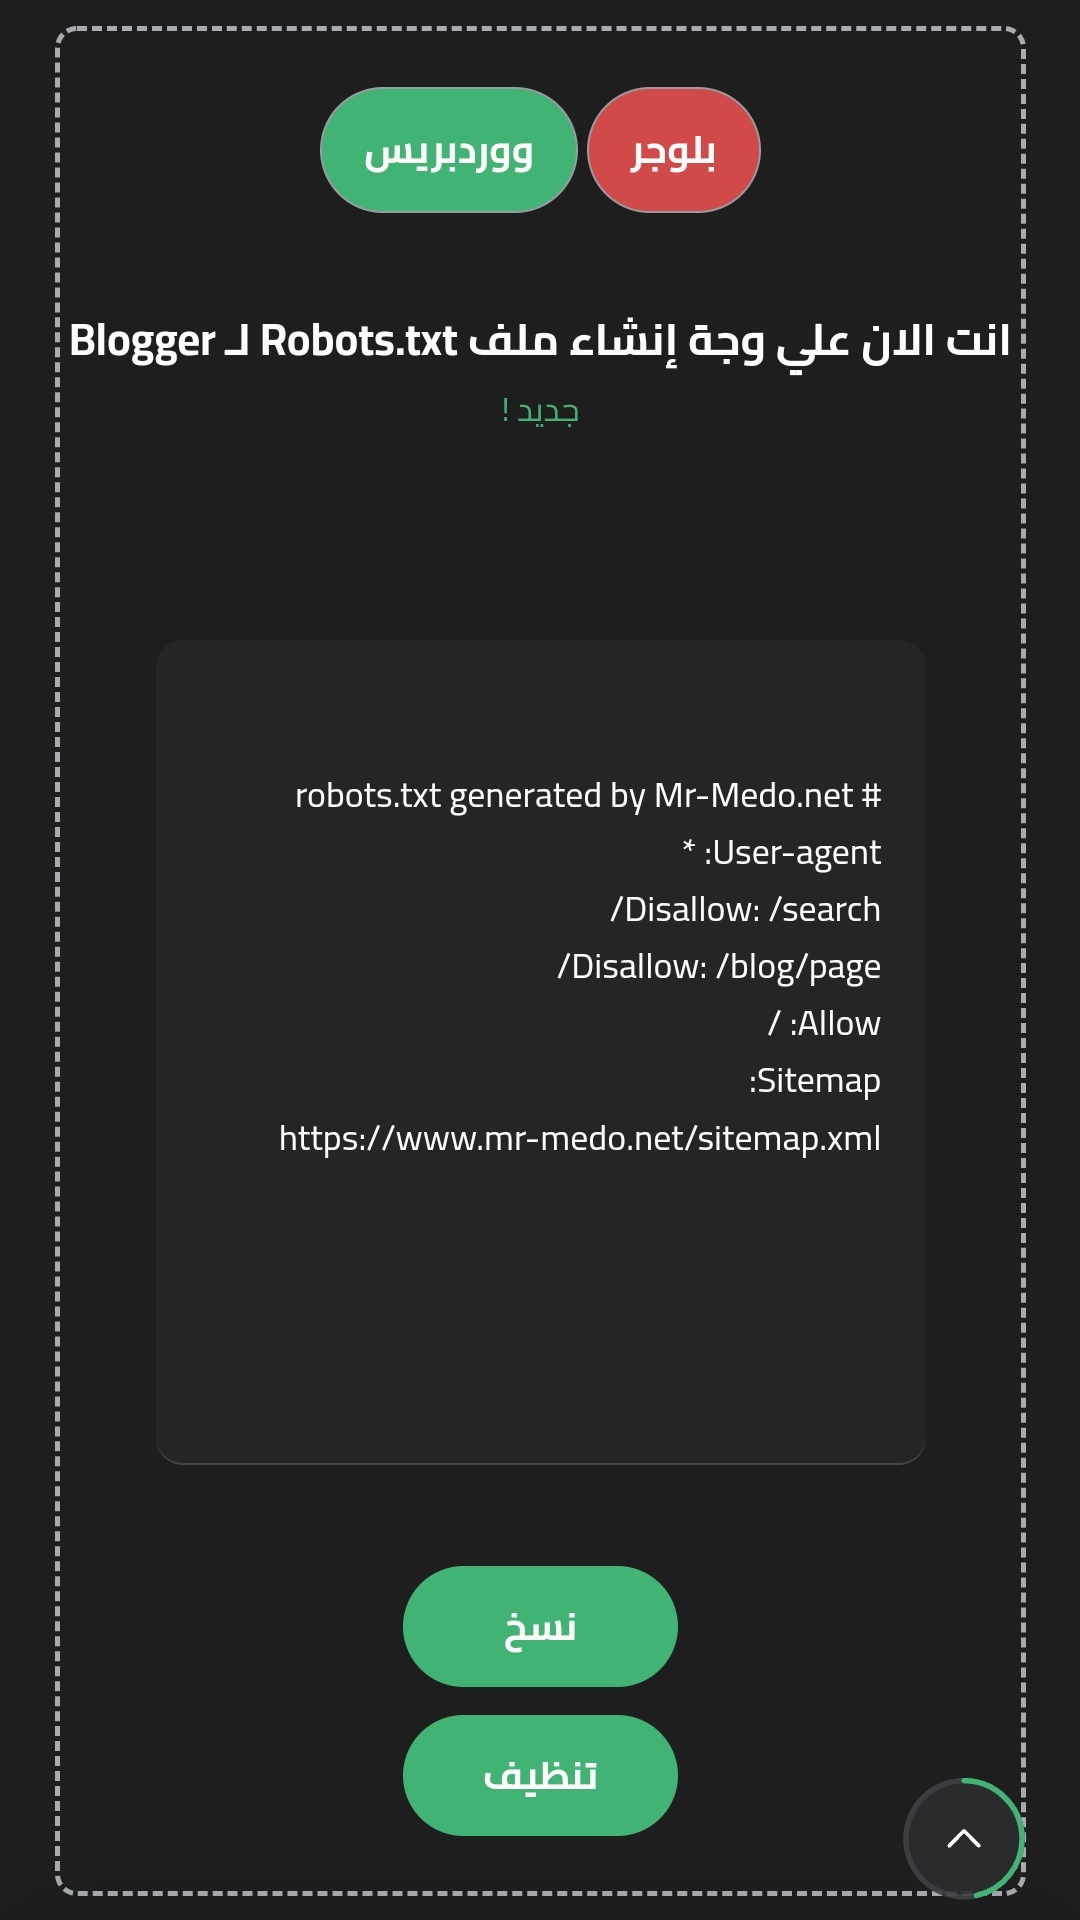 بلوجر ووردبريس
انت الان علي وجة إنشاء ملف Robots.txt لـ Blogger
جديد !
# robots.txt generated by Mr-Medo.net
User-agent: *
Disallow: /search/
Disallow: /blog/page/
Allow: /
Sitemap:
https://www.mr-medo.net/sitemap.xml
نسخ
تنظيف